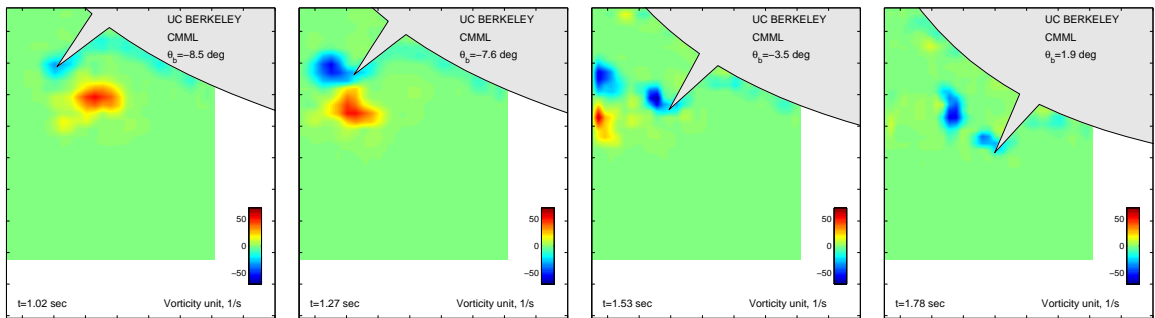 UC BERKELEY
CMML
θb=−8.5 deg
50
0
−50
t=1.02 sec
Vorticity unit, 1/s
UC BERKELEY
CMML
θb=−7.6 deg
50
0
−50
t=1.27 sec
Vorticity unit, 1/s
UC BERKELEY
CMML
θb=−3.5 deg
50
0
−50
t=1.53 sec
Vorticity unit, 1/s
UC BERKELEY
CMML
θb=1.9 deg
50
0
−50
t=1.78 sec
Vorticity unit, 1/s